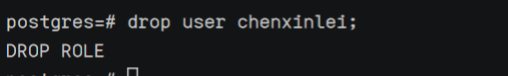 postgres=# drop user chenxinlei;
DROP ROLE
postgres=#